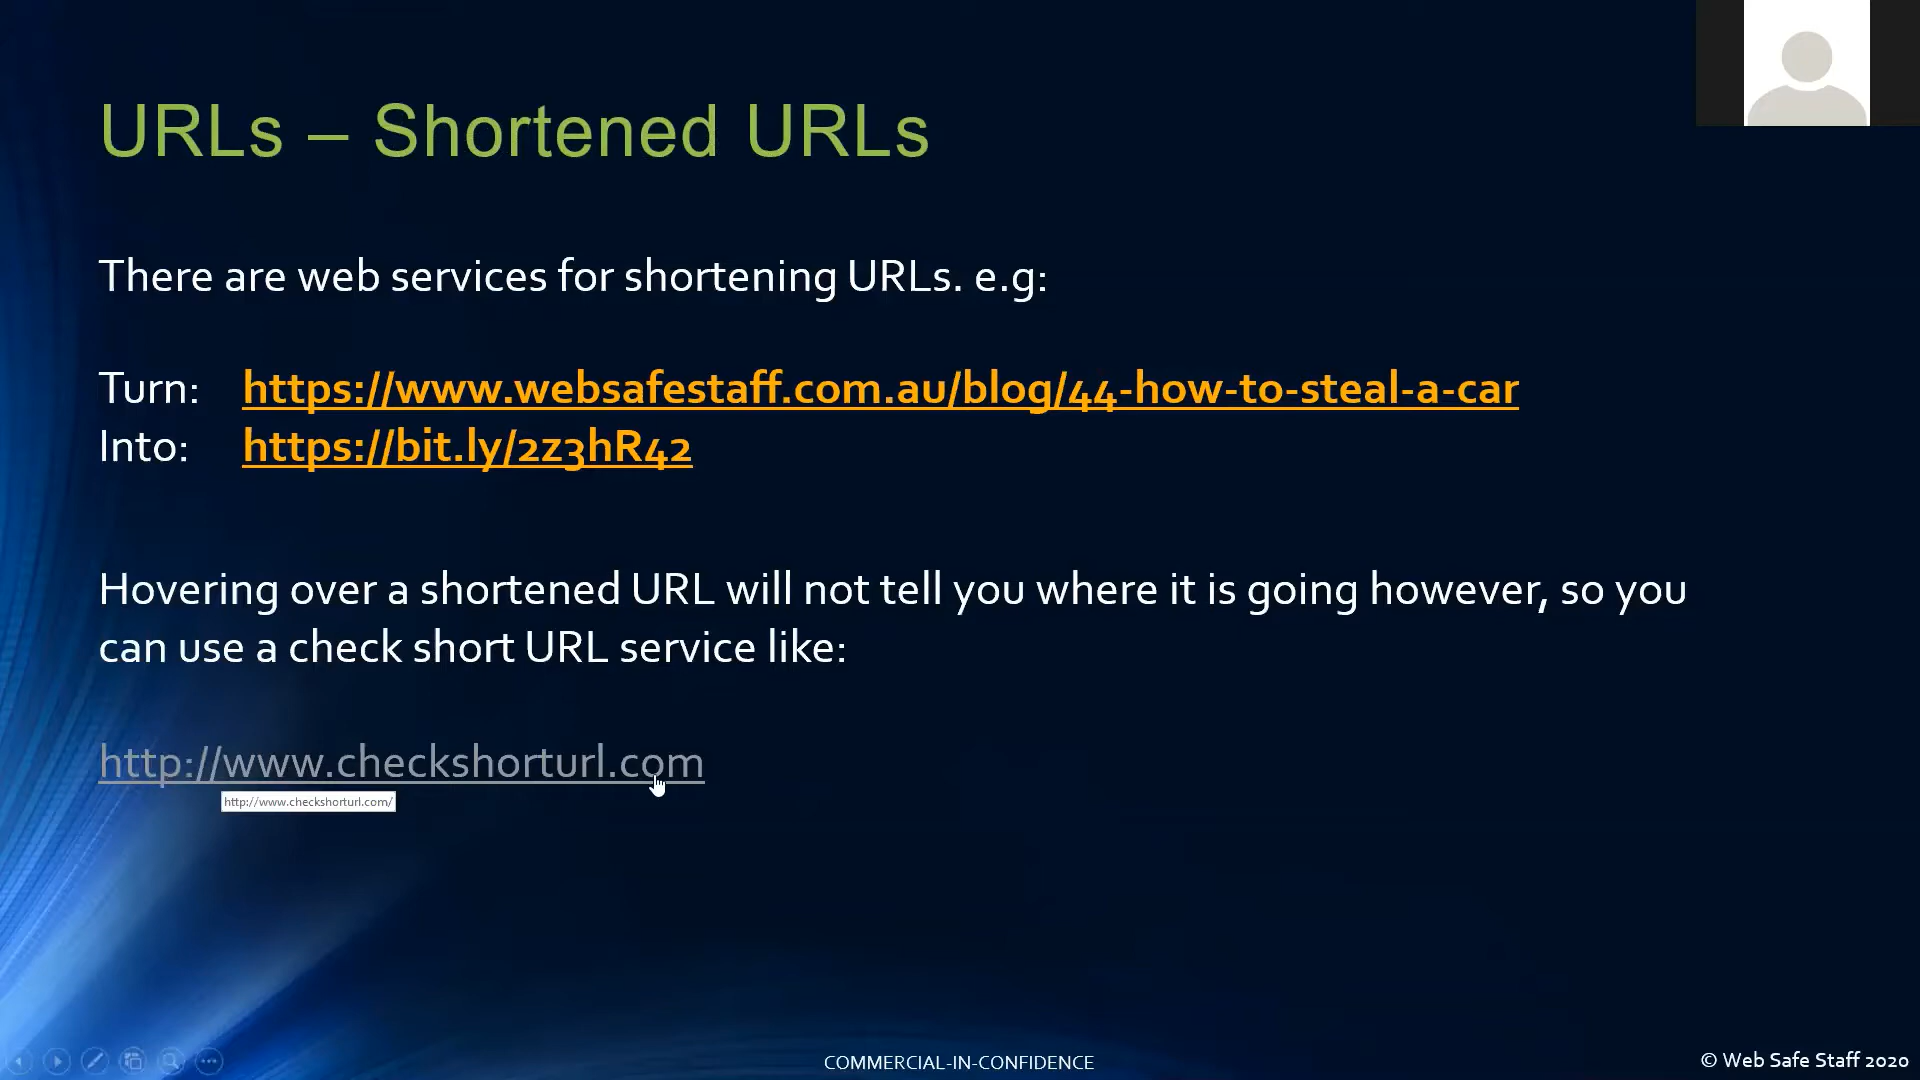 URLs – Shortened URLs
There are web services for shortening URLs. e.g:
Turn: https://www.websafestaff.com.au/blog/44-how-to-steal-a-car
Into: https://bit.ly/2z3hR42
Hovering over a shortened URL will not tell you where it is going however, so you
can use a check short URL service like:
http://www.checkshorturl.com
http://www.checkshorturl.com/
COMMERCIAL-IN-CONFIDENCE
© Web Safe Staff 2020